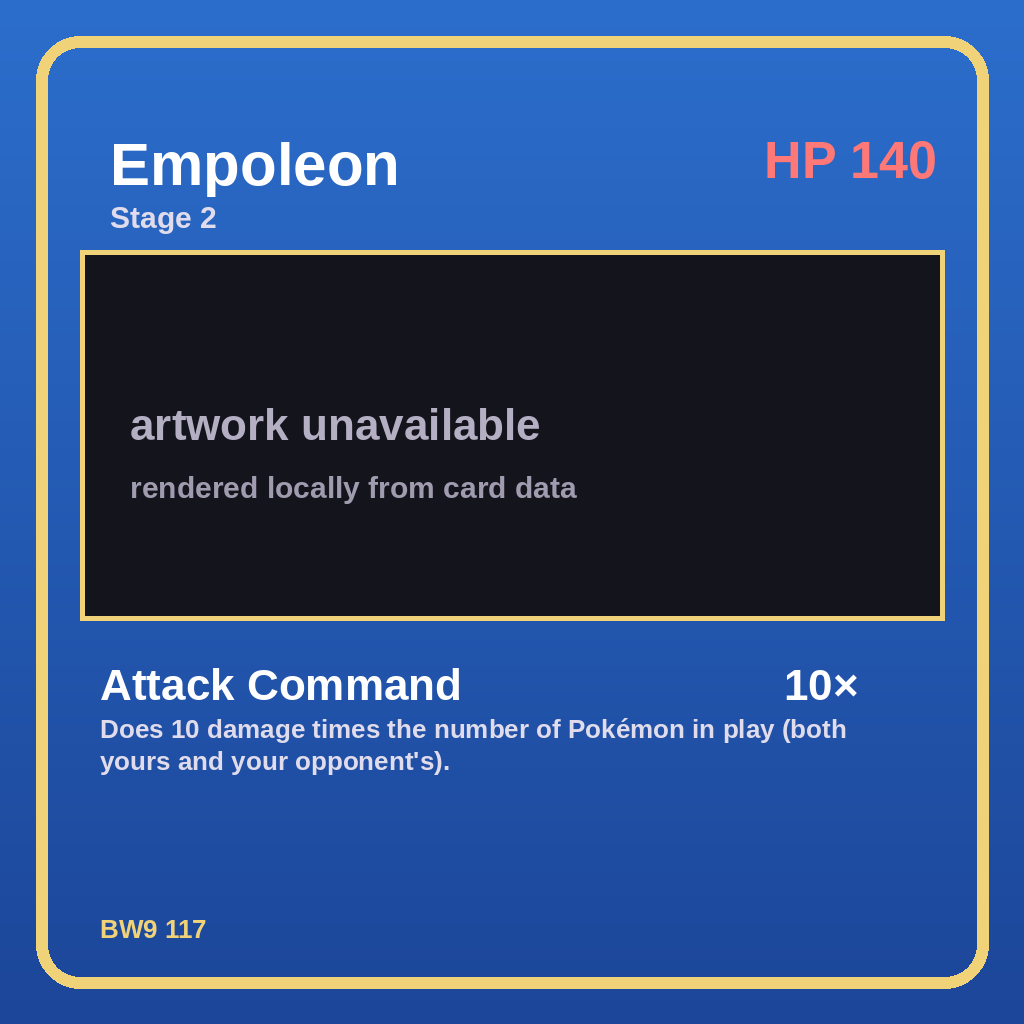 Empoleon
HP 140
Stage 2
artwork unavailable
rendered locally from card data
Attack Command
10×
Does 10 damage times the number of Pokémon in play (both
yours and your opponent's).
BW9 117